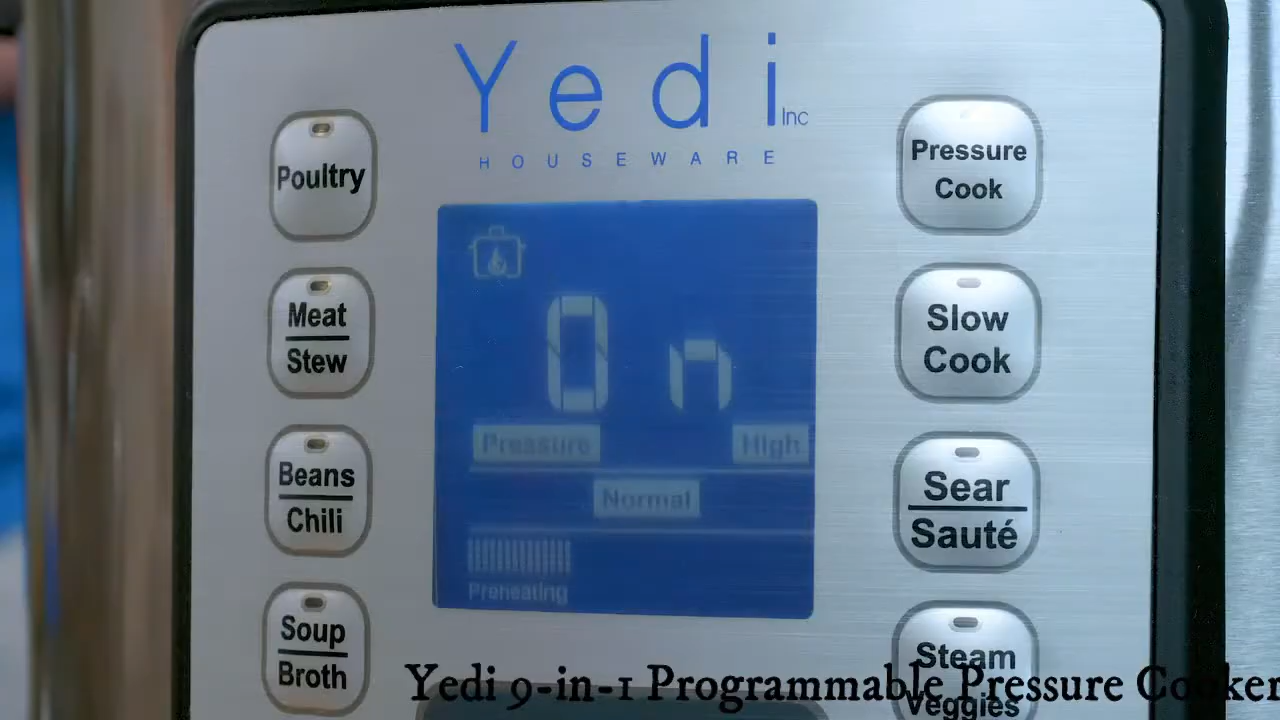 Yedi Inc
HOUSEWARE
Poultry
Meat
Stew
Beans
Chili
Soup
Broth
On
Pressure
High
Normal
Preheating
Pressure
Cook
Slow
Cook
Sear
Sauté
Steam
Veggies
Yedi 9-in-1 Programmable Pressure Cooker